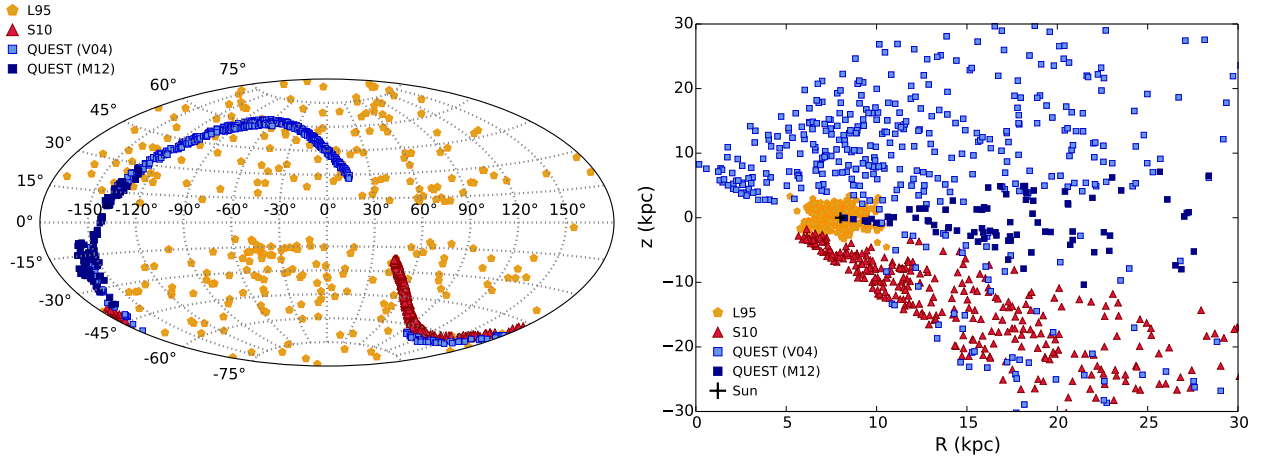 L95
S10
QUEST (V04)
QUEST (M12)
75°
60°
45°
30°
15°
0°
-15°
-30°
-45°
-60°
-75°
-150° -120° -90° -60° -30° 0° 30° 60° 90° 120° 150°
30
20
10
0
−10
−20
−30
z (kpc)
L95
S10
QUEST (V04)
QUEST (M12)
Sun
0 5 10 15 20 25 30
R (kpc)